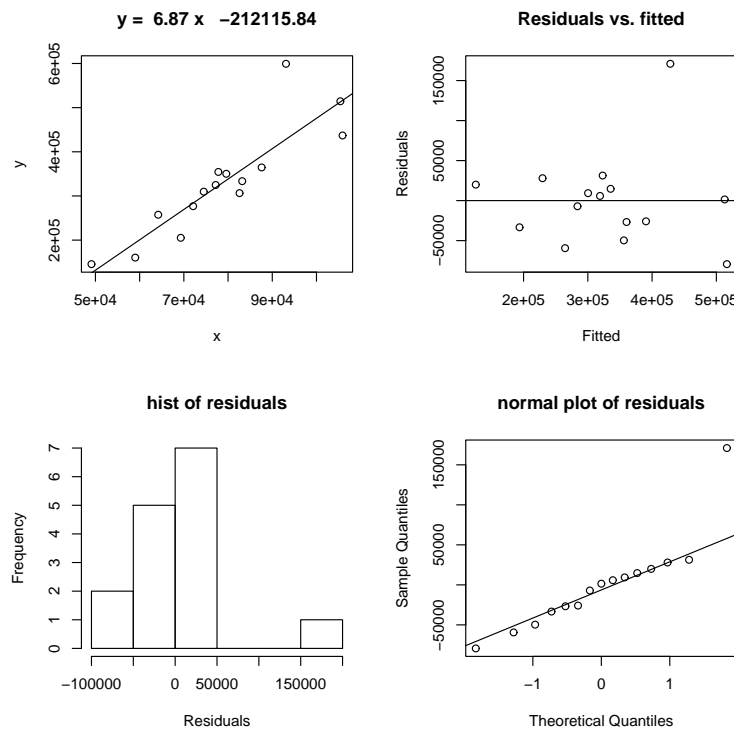 y = 6.87 x −212115.84
y
2e+05 4e+05 6e+05
5e+04 7e+04 9e+04
x
Residuals vs. fitted
Residuals
−50000 50000 150000
2e+05 3e+05 4e+05 5e+05
Fitted
hist of residuals
Frequency
0 1 2 3 4 5 6 7
−100000 0 50000 150000
Residuals
normal plot of residuals
Sample Quantiles
−50000 50000 150000
−1 0 1
Theoretical Quantiles